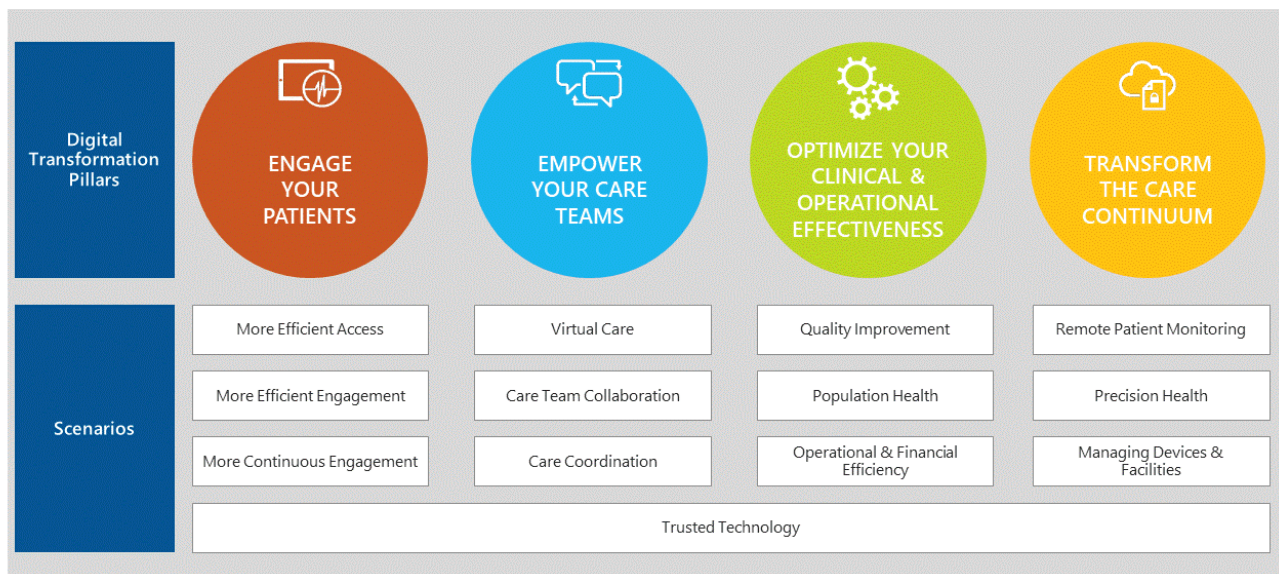 Digital
Transformation
Pillars
ENGAGE
YOUR
PATIENTS
EMPOWER
YOUR CARE
TEAMS
OPTIMIZE YOUR
CLINICAL &
OPERATIONAL
EFFECTIVENESS
TRANSFORM
THE CARE
CONTINUUM
Scenarios
More Efficient Access
Virtual Care
Quality Improvement
Remote Patient Monitoring
More Efficient Engagement
Care Team Collaboration
Population Health
Precision Health
More Continuous Engagement
Care Coordination
Operational & Financial
Efficiency
Managing Devices &
Facilities
Trusted Technology